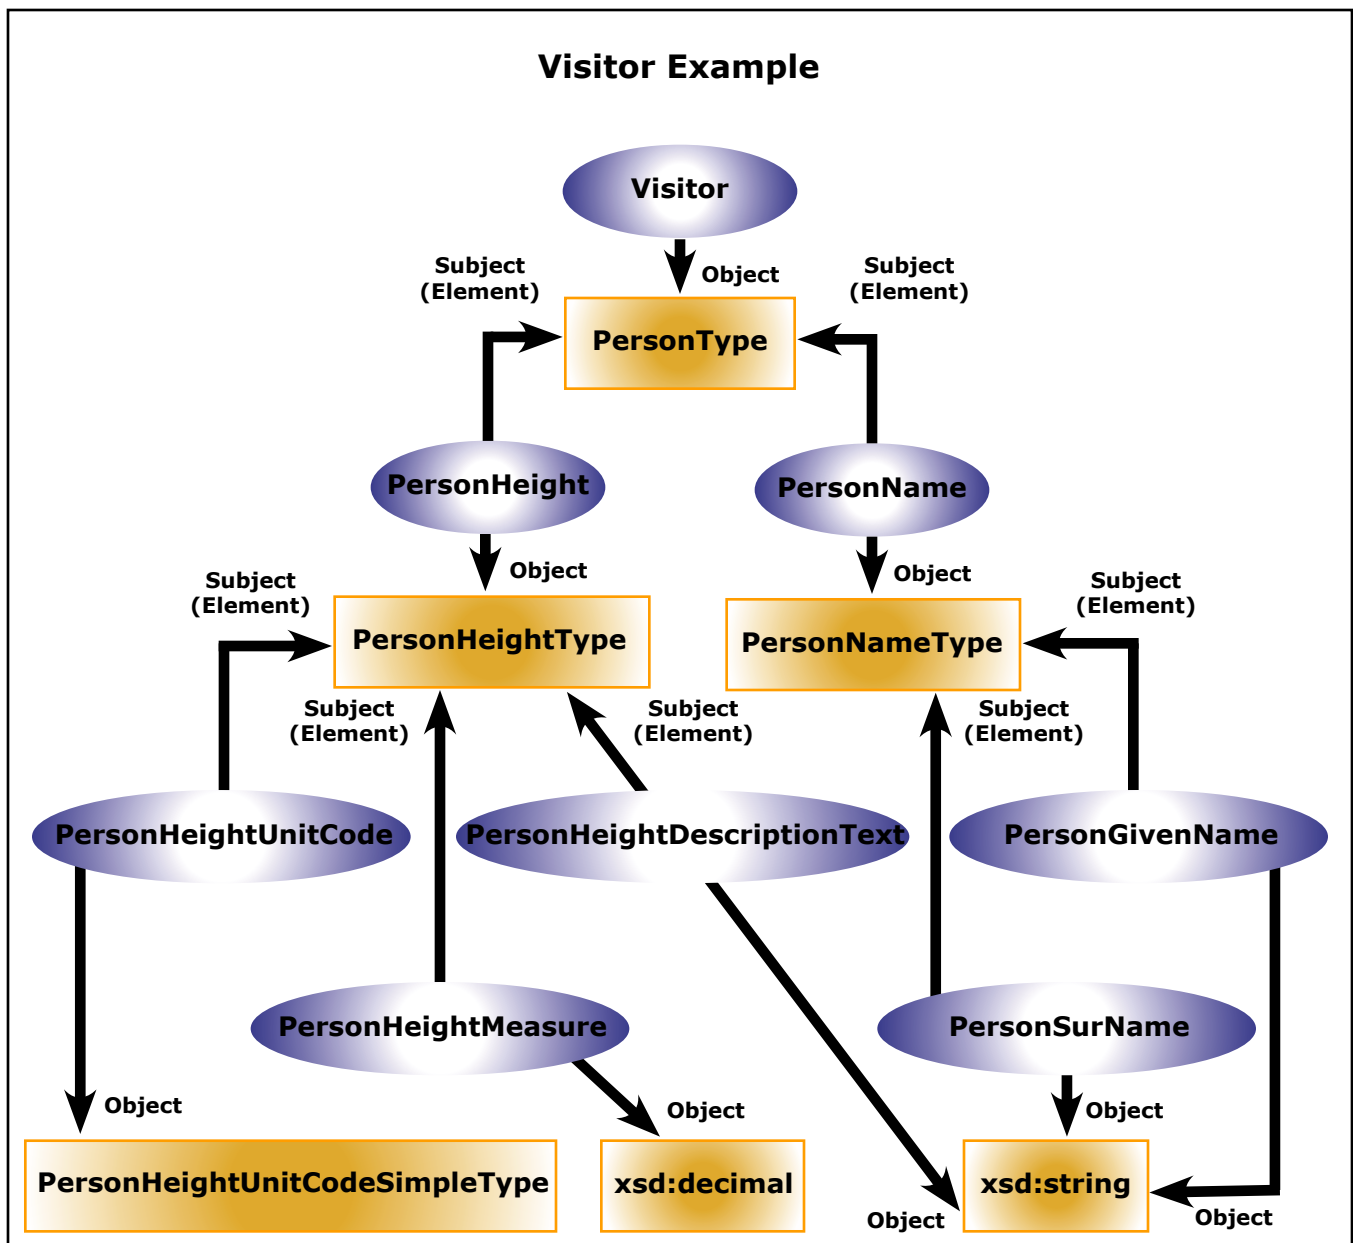 Visitor Example
Visitor
Subject
(Element)
Object
Subject
(Element)
PersonType
PersonHeight
PersonName
Object
Object
Subject
(Element)
Subject
(Element)
PersonHeightType
PersonNameType
Subject
(Element)
Subject
(Element)
Subject
(Element)
PersonHeightUnitCode
PersonHeightDescriptionText
PersonGivenName
PersonHeightMeasure
PersonSurName
Object
Object
Object
PersonHeightUnitCodeSimpleType
xsd:decimal
xsd:string
Object
Object